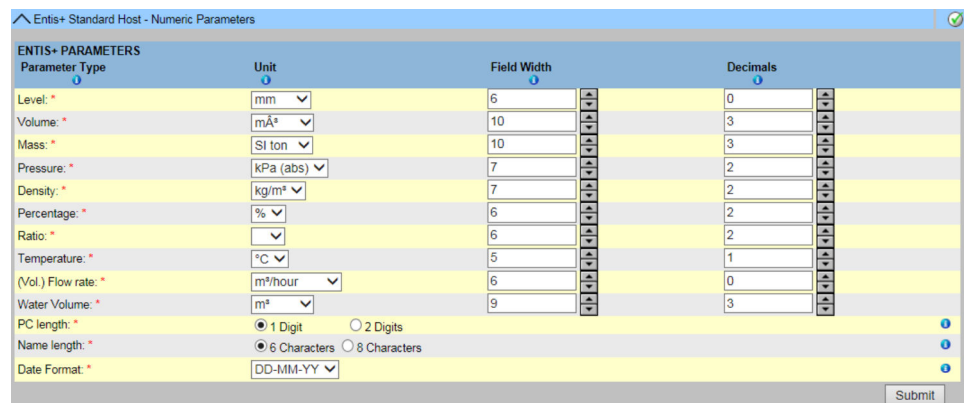 Entis+ Standard Host - Numeric Parameters
ENTIS+ PARAMETERS
Parameter Type Unit Field Width Decimals
Level: * mm 6 0
Volume: * mÂ³ 10 3
Mass: * SI ton 10 3
Pressure: * kPa (abs) 7 2
Density: * kg/m³ 7 2
Percentage: * % 6 2
Ratio: * 6 2
Temperature: * °C 5 1
(Vol.) Flow rate: * m³/hour 6 0
Water Volume: * m³ 9 3
PC length: * 1 Digit 2 Digits
Name length: * 6 Characters 8 Characters
Date Format: * DD-MM-YY
Submit